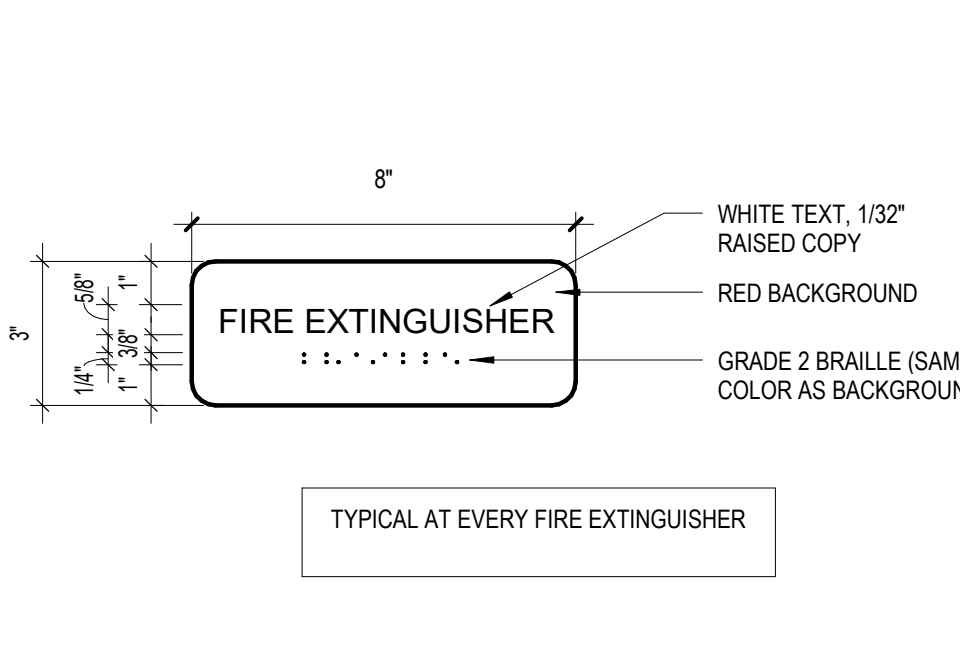 8"
WHITE TEXT, 1/32"
RAISED COPY
RED BACKGROUND
3"
5/8"
1"
3/8"
1/4"
1"
FIRE EXTINGUISHER
GRADE 2 BRAILLE (SAM
COLOR AS BACKGROUN
TYPICAL AT EVERY FIRE EXTINGUISHER